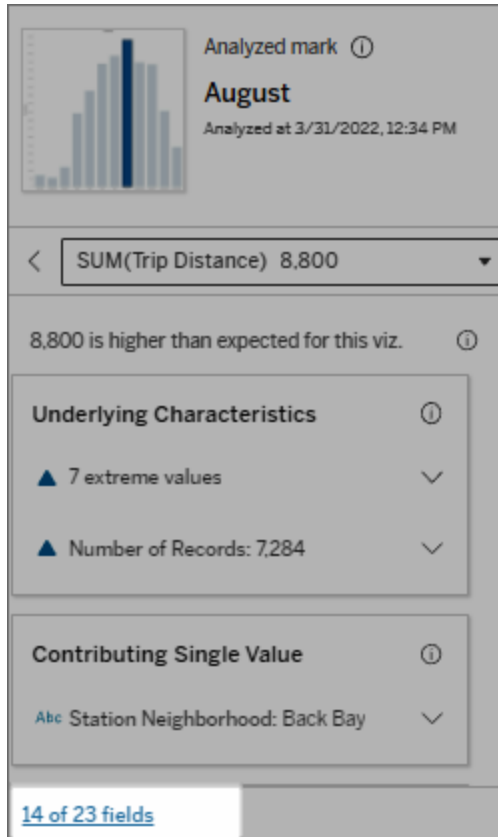 Analyzed mark
August
Analyzed at 3/31/2022, 12:34 PM
SUM(Trip Distance) 8,800
8,800 is higher than expected for this viz.
Underlying Characteristics
7 extreme values
Number of Records: 7,284
Contributing Single Value
Abc Station Neighborhood: Back Bay
14 of 23 fields